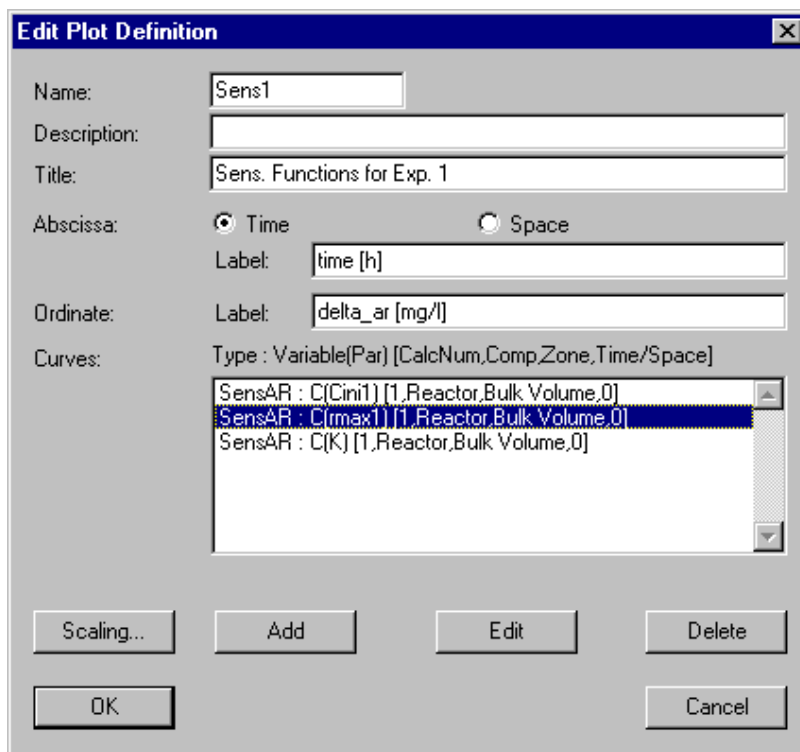 Edit Plot Definition
Name: Sens1
Description:
Title: Sens. Functions for Exp. 1
Abscissa: Time Space
Label: time [h]
Ordinate: Label: delta_ar [mg/l]
Curves: Type : Variable(Par) [CalcNum,Comp,Zone,Time/Space]
SensAR : C(Cini1) [1,Reactor,Bulk Volume,0]
SensAR : C(rmax1) [1,Reactor,Bulk Volume,0]
SensAR : C(K) [1,Reactor,Bulk Volume,0]
Scaling... Add Edit Delete
OK Cancel